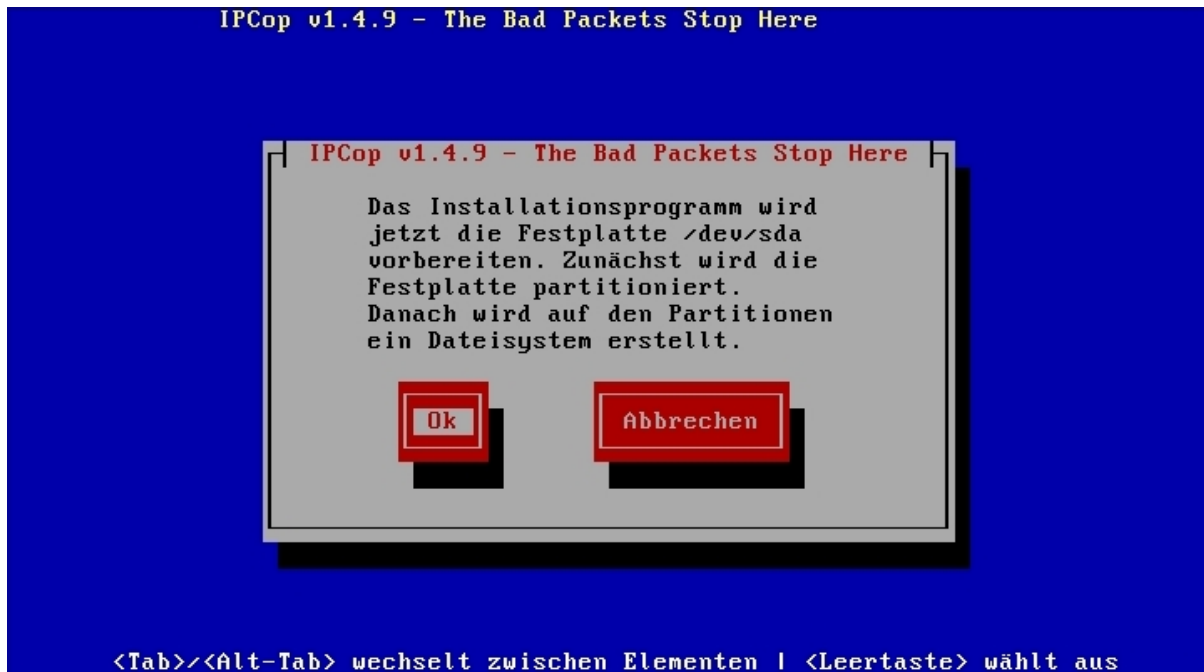 IPCop v1.4.9 - The Bad Packets Stop Here
IPCop v1.4.9 - The Bad Packets Stop Here
Das Installationsprogramm wird
jetzt die Festplatte /dev/sda
vorbereiten. Zunächst wird die
Festplatte partitioniert.
Danach wird auf den Partitionen
ein Dateisystem erstellt.
Ok Abbrechen
<Tab>/<Alt-Tab> wechselt zwischen Elementen | <Leertaste> wählt aus